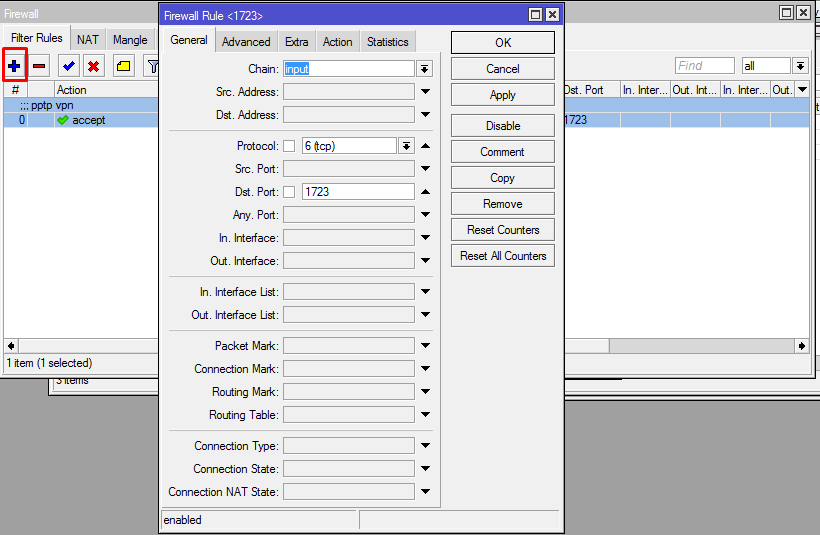 Firewall
Firewall Rule <1723>
Filter Rules NAT Mangle
General Advanced Extra Action Statistics
Find all
# Action Dst. Port In. Inter... Out. Int... In. Inter... Out.
;;; pptp vpn
0 accept 1723
1 item (1 selected)
3 items
Chain: input
Src. Address:
Dst. Address:
Protocol: 6 (tcp)
Src. Port:
Dst. Port: 1723
Any. Port:
In. Interface:
Out. Interface:
In. Interface List:
Out. Interface List:
Packet Mark:
Connection Mark:
Routing Mark:
Routing Table:
Connection Type:
Connection State:
Connection NAT State:
enabled
OK
Cancel
Apply
Disable
Comment
Copy
Remove
Reset Counters
Reset All Counters